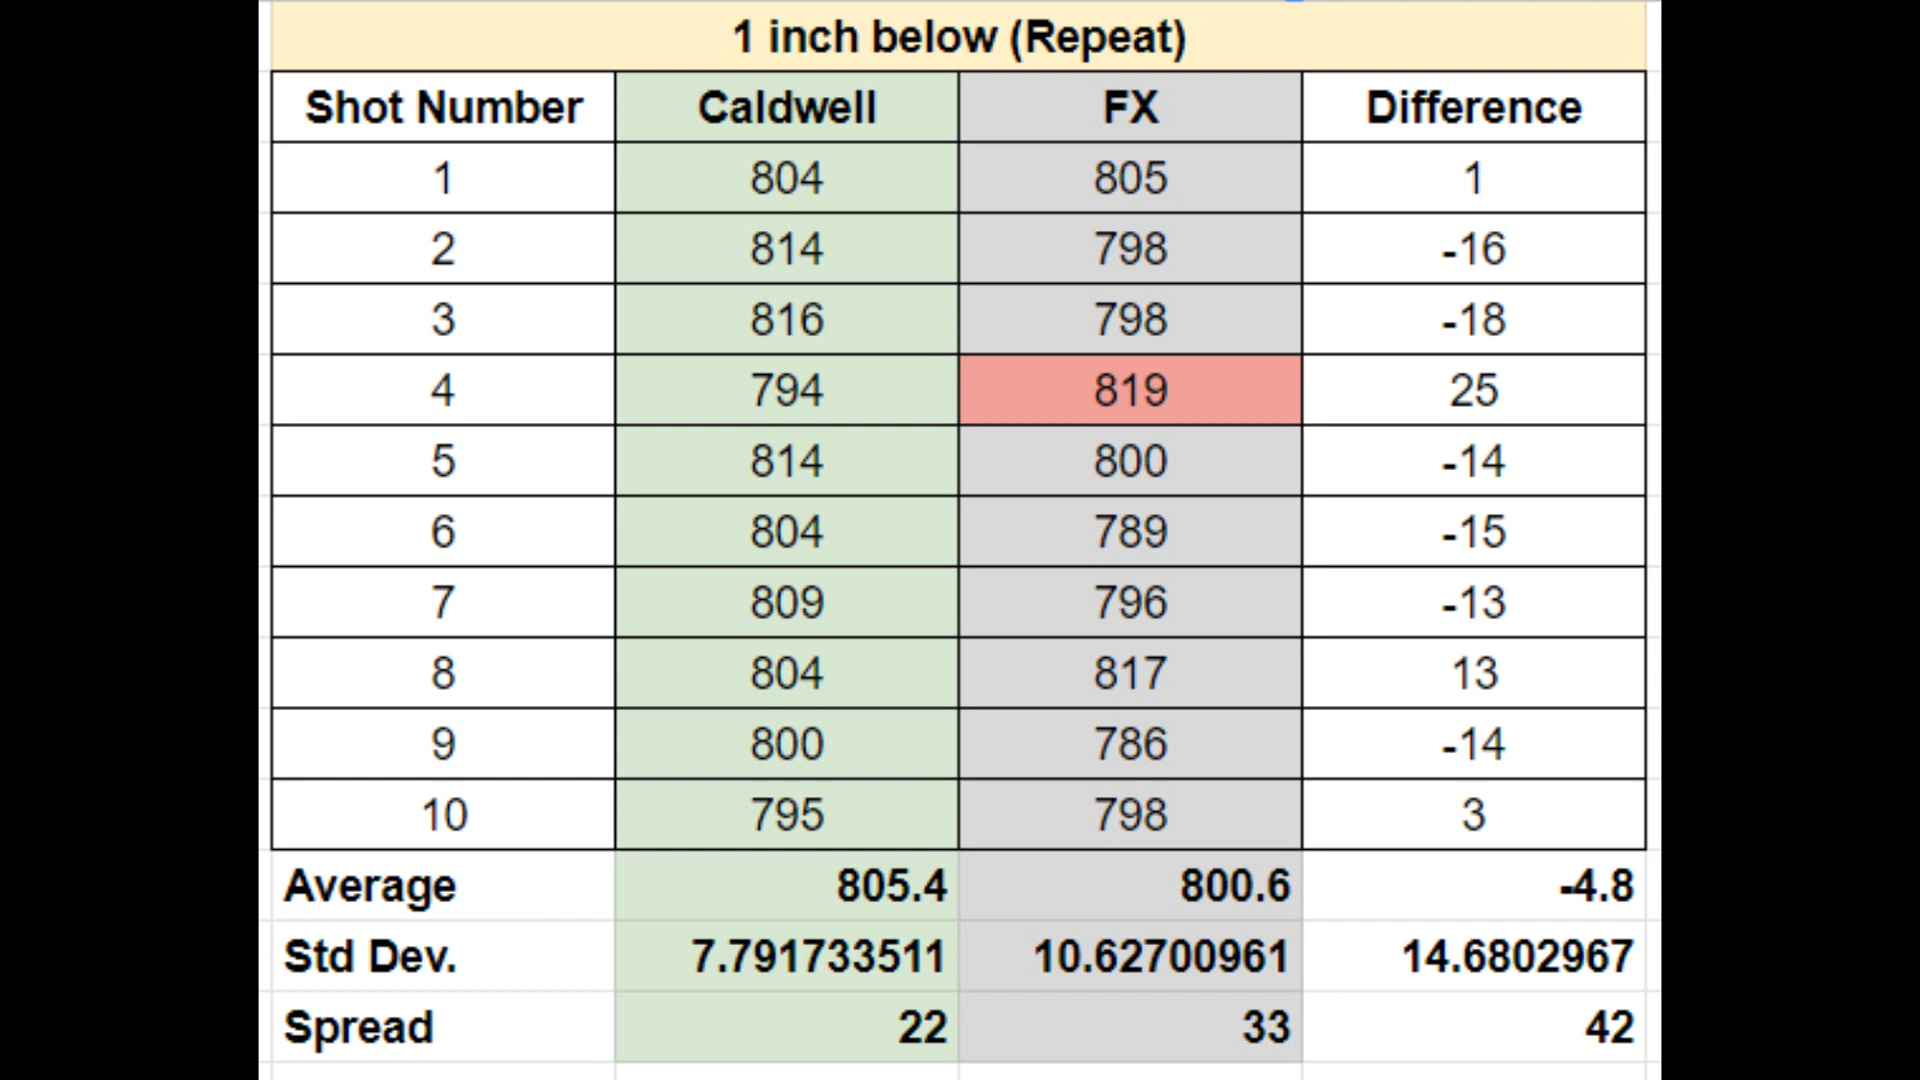 1 inch below (Repeat)
Shot Number Caldwell FX Difference
1 804 805 1
2 814 798 -16
3 816 798 -18
4 794 819 25
5 814 800 -14
6 804 789 -15
7 809 796 -13
8 804 817 13
9 800 786 -14
10 795 798 3
Average 805.4 800.6 -4.8
Std Dev. 7.791733511 10.62700961 14.6802967
Spread 22 33 42